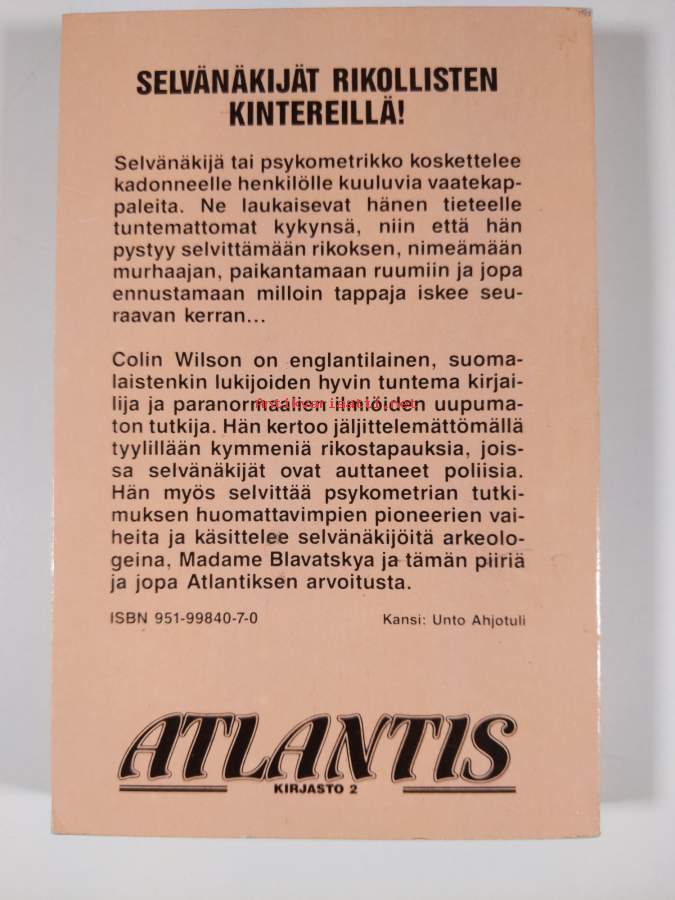 SELVÄNÄKIJÄT RIKOLLISTEN
KINTEREILLÄ!
Selvänäkijä tai psykometrikko koskettelee
kadonneelle henkilölle kuuluvia vaatekap-
paleita. Ne laukaisevat hänen tieteelle
tuntemattomat kykynsä, niin että hän
pystyy selvittämään rikoksen, nimeämään
murhaajan, paikantamaan ruumiin ja jopa
ennustamaan milloin tappaja iskee seu-
raavan kerran...
Colin Wilson on englantilainen, suoma-
laistenkin lukijoiden hyvin tuntema kirjai-
lija ja paranormaalien ilmiöiden uupuma-
Antikvariaatti.net
ton tutkija. Hän kertoo jäljittelemättömällä
tyylillään kymmeniä rikostapauksia, jois-
sa selvänäkijät ovat auttaneet poliisia.
Hän myös selvittää psykometrian tutki-
muksen huomattavimpien pioneerien vai-
heita ja käsittelee selvänäkijöitä arkeolo-
geina, Madame Blavatskya ja tämän piiriä
ja jopa Atlantiksen arvoitusta.
ISBN 951-99840-7-0 Kansi: Unto Ahjotuli
ATLANTIS
KIRJASTO 2